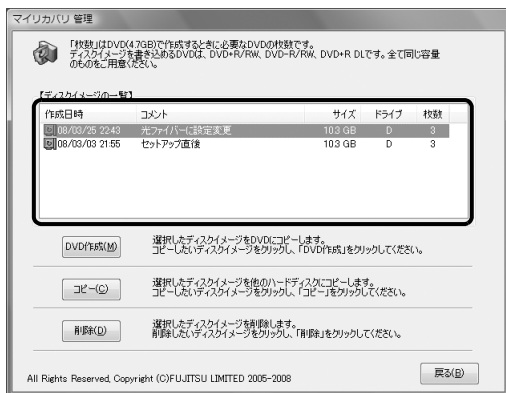 マイリカバリ 管理
「枚数」はDVD(4.7GB)で作成するときに必要なDVDの枚数です。
ディスクイメージを書き込めるDVDは、DVD+R/RW、DVD-R/RW、DVD+R DLです。全て同じ容量
のものをご用意ください。
【ディスクイメージの一覧】
作成日時 コメント サイズ ドライブ 枚数
08/03/25 22:43 光ファイバーに設定変更 10.3 GB D 3
08/03/03 21:55 セットアップ直後 10.3 GB D 3
DVD作成(M)
選択したディスクイメージをDVDにコピーします。
コピーしたいディスクイメージをクリックし、「DVD作成」をクリックしてください。
コピー(C)
選択したディスクイメージを他のハードディスクにコピーします。
コピーしたいディスクイメージをクリックし、「コピー」をクリックしてください。
削除(D)
選択したディスクイメージを削除します。
削除したいディスクイメージをクリックし、「削除」をクリックしてください。
All Rights Reserved, Copyright (C)FUJITSU LIMITED 2005-2008
戻る(B)